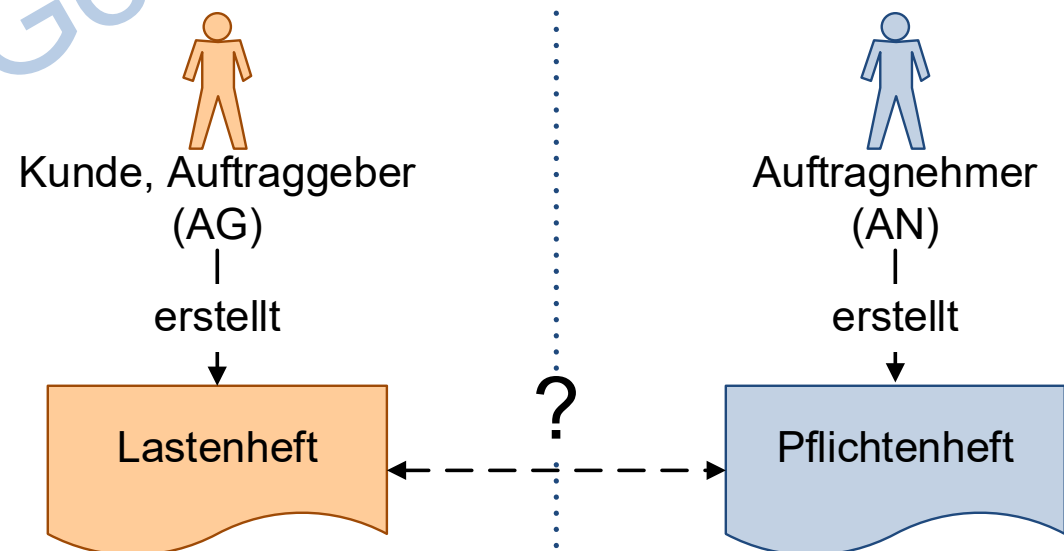 Kunde, Auftraggeber
(AG)
erstellt
Lastenheft
?
Auftragnehmer
(AN)
erstellt
Pflichtenheft